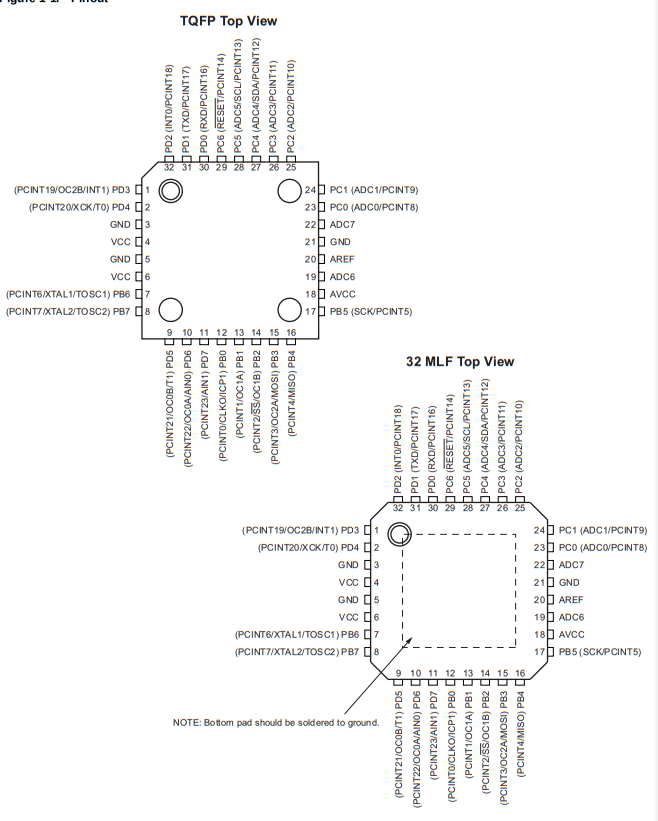 Figure 1-1. Pinout
TQFP Top View
PD2 (INT0/PCINT18)
PD1 (TXD/PCINT17)
PD0 (RXD/PCINT16)
PC6 (RESET/PCINT14)
PC5 (ADC5/SCL/PCINT13)
PC4 (ADC4/SDA/PCINT12)
PC3 (ADC3/PCINT11)
PC2 (ADC2/PCINT10)
32 31 30 29 28 27 26 25
(PCINT19/OC2B/INT1) PD3 1
(PCINT20/XCK/T0) PD4 2
GND 3
VCC 4
GND 5
VCC 6
(PCINT6/XTAL1/TOSC1) PB6 7
(PCINT7/XTAL2/TOSC2) PB7 8
24 PC1 (ADC1/PCINT9)
23 PC0 (ADC0/PCINT8)
22 ADC7
21 GND
20 AREF
19 ADC6
18 AVCC
17 PB5 (SCK/PCINT5)
9 10 11 12 13 14 15 16
(PCINT21/OC0B/T1) PD5
(PCINT22/OC0A/AIN0) PD6
(PCINT23/AIN1) PD7
(PCINT0/CLKO/ICP1) PB0
(PCINT1/OC1A) PB1
(PCINT2/SS/OC1B) PB2
(PCINT3/OC2A/MOSI) PB3
(PCINT4/MISO) PB4
32 MLF Top View
PD2 (INT0/PCINT18)
PD1 (TXD/PCINT17)
PD0 (RXD/PCINT16)
PC6 (RESET/PCINT14)
PC5 (ADC5/SCL/PCINT13)
PC4 (ADC4/SDA/PCINT12)
PC3 (ADC3/PCINT11)
PC2 (ADC2/PCINT10)
32 31 30 29 28 27 26 25
(PCINT19/OC2B/INT1) PD3 1
(PCINT20/XCK/T0) PD4 2
GND 3
VCC 4
GND 5
VCC 6
(PCINT6/XTAL1/TOSC1) PB6 7
(PCINT7/XTAL2/TOSC2) PB7 8
24 PC1 (ADC1/PCINT9)
23 PC0 (ADC0/PCINT8)
22 ADC7
21 GND
20 AREF
19 ADC6
18 AVCC
17 PB5 (SCK/PCINT5)
9 10 11 12 13 14 15 16
(PCINT21/OC0B/T1) PD5
(PCINT22/OC0A/AIN0) PD6
(PCINT23/AIN1) PD7
(PCINT0/CLKO/ICP1) PB0
(PCINT1/OC1A) PB1
(PCINT2/SS/OC1B) PB2
(PCINT3/OC2A/MOSI) PB3
(PCINT4/MISO) PB4
NOTE: Bottom pad should be soldered to ground.